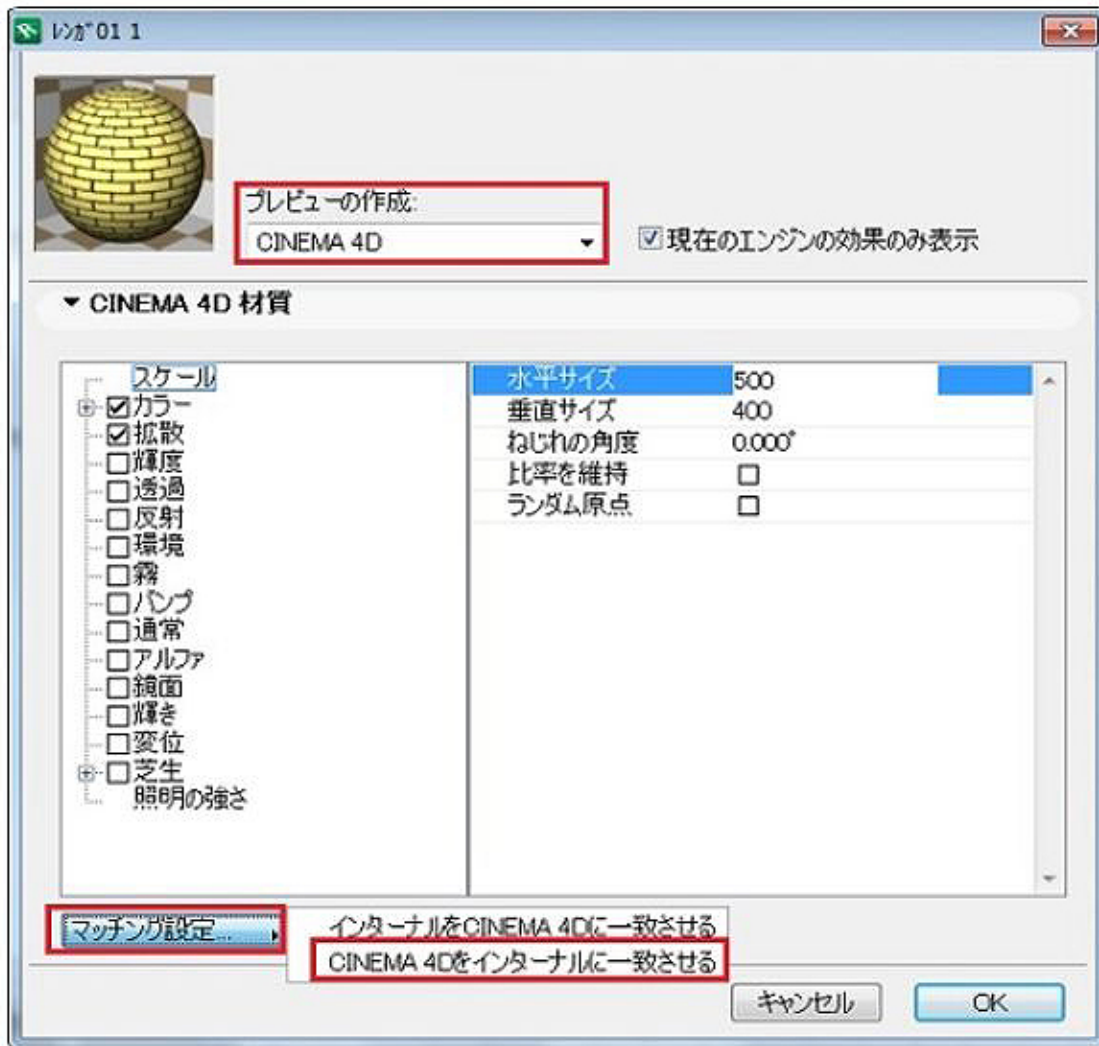 ﾚﾝｶﾞ01 1
プレビューの作成:
CINEMA 4D
現在のエンジンの効果のみ表示
CINEMA 4D 材質
スケール
カラー
拡散
輝度
透過
反射
環境
霧
バンプ
通常
アルファ
鏡面
輝き
変位
芝生
照明の強さ
水平サイズ 500
垂直サイズ 400
ねじれの角度 0.000°
比率を維持
ランダム原点
マッチング設定...
インターナルをCINEMA 4Dに一致させる
CINEMA 4Dをインターナルに一致させる
キャンセル
OK